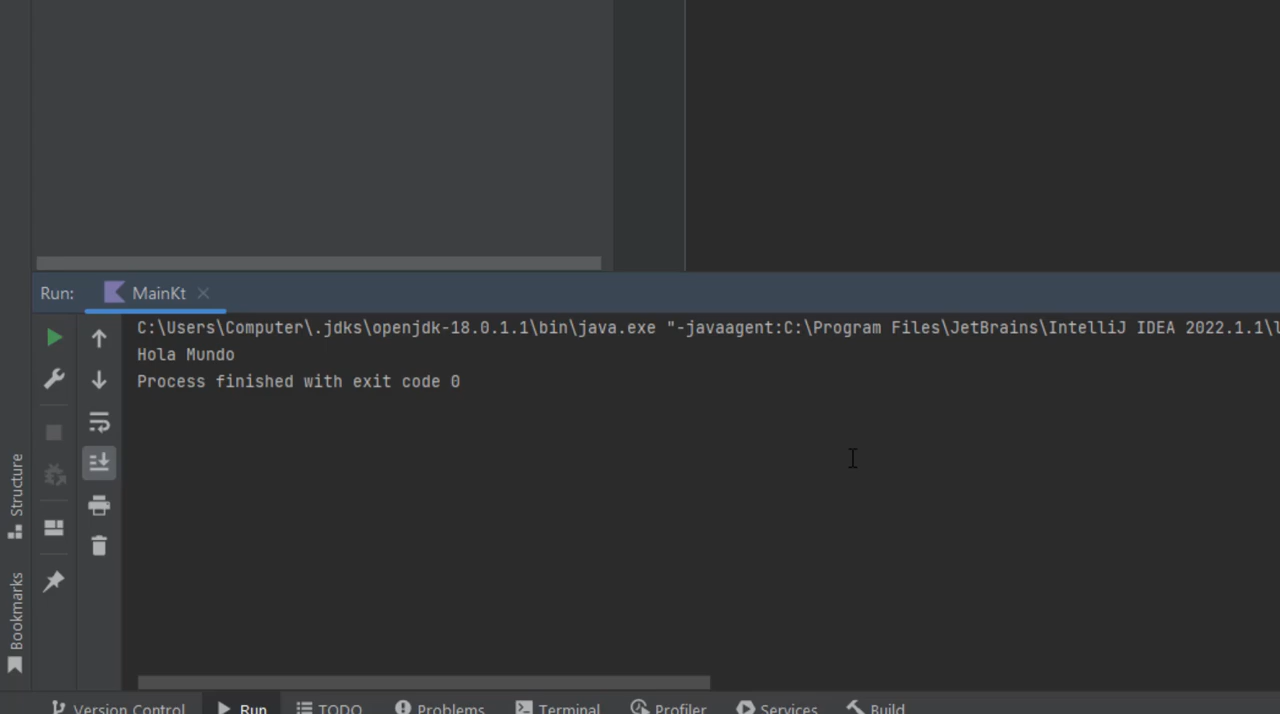 Run: MainKt
C:\Users\Computer\.jdks\openjdk-18.0.1.1\bin\java.exe "-javaagent:C:\Program Files\JetBrains\IntelliJ IDEA 2022.1.1\l
Hola Mundo
Process finished with exit code 0
Structure
Bookmarks
Version Control Run TODO Problems Terminal Profiler Services Build